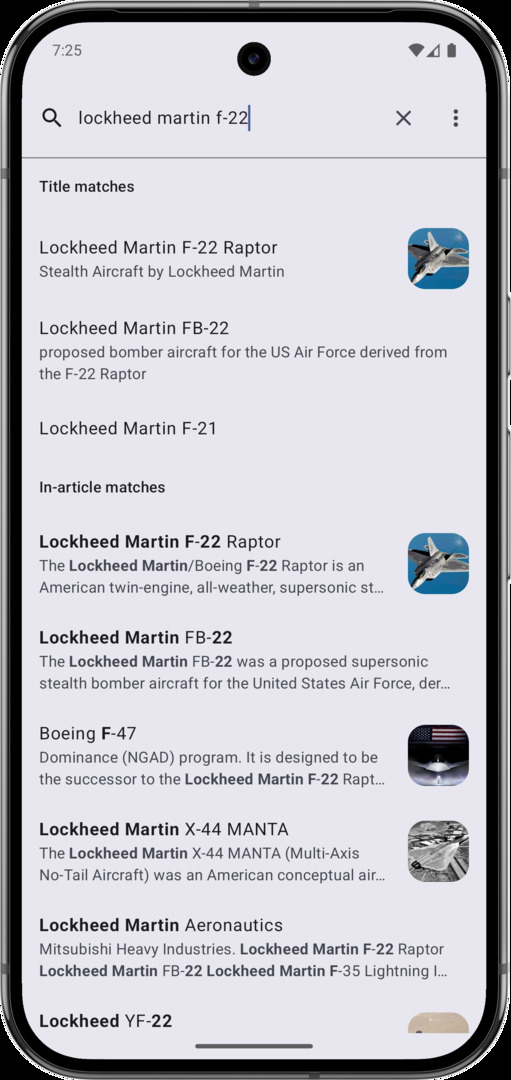 7:25
lockheed martin f-22
Title matches
Lockheed Martin F-22 Raptor
Stealth Aircraft by Lockheed Martin
Lockheed Martin FB-22
proposed bomber aircraft for the US Air Force derived from
the F-22 Raptor
Lockheed Martin F-21
In-article matches
Lockheed Martin F-22 Raptor
The Lockheed Martin/Boeing F-22 Raptor is an
American twin-engine, all-weather, supersonic st…
Lockheed Martin FB-22
The Lockheed Martin FB-22 was a proposed supersonic
stealth bomber aircraft for the United States Air Force, der…
Boeing F-47
Dominance (NGAD) program. It is designed to be
the successor to the Lockheed Martin F-22 Rapt…
Lockheed Martin X-44 MANTA
The Lockheed Martin X-44 MANTA (Multi-Axis
No-Tail Aircraft) was an American conceptual air…
Lockheed Martin Aeronautics
Mitsubishi Heavy Industries. Lockheed Martin F-22 Raptor
Lockheed Martin FB-22 Lockheed Martin F-35 Lightning I…
Lockheed YF-22